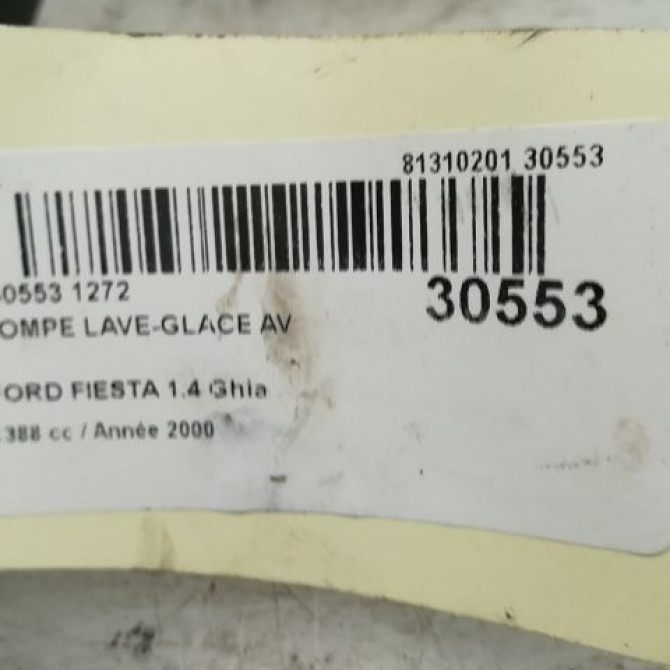 81310201 30553
30553
0553 1272
OMPE LAVE-GLACE AV
ORD FIESTA 1.4 Ghia
388 cc / Année 2000